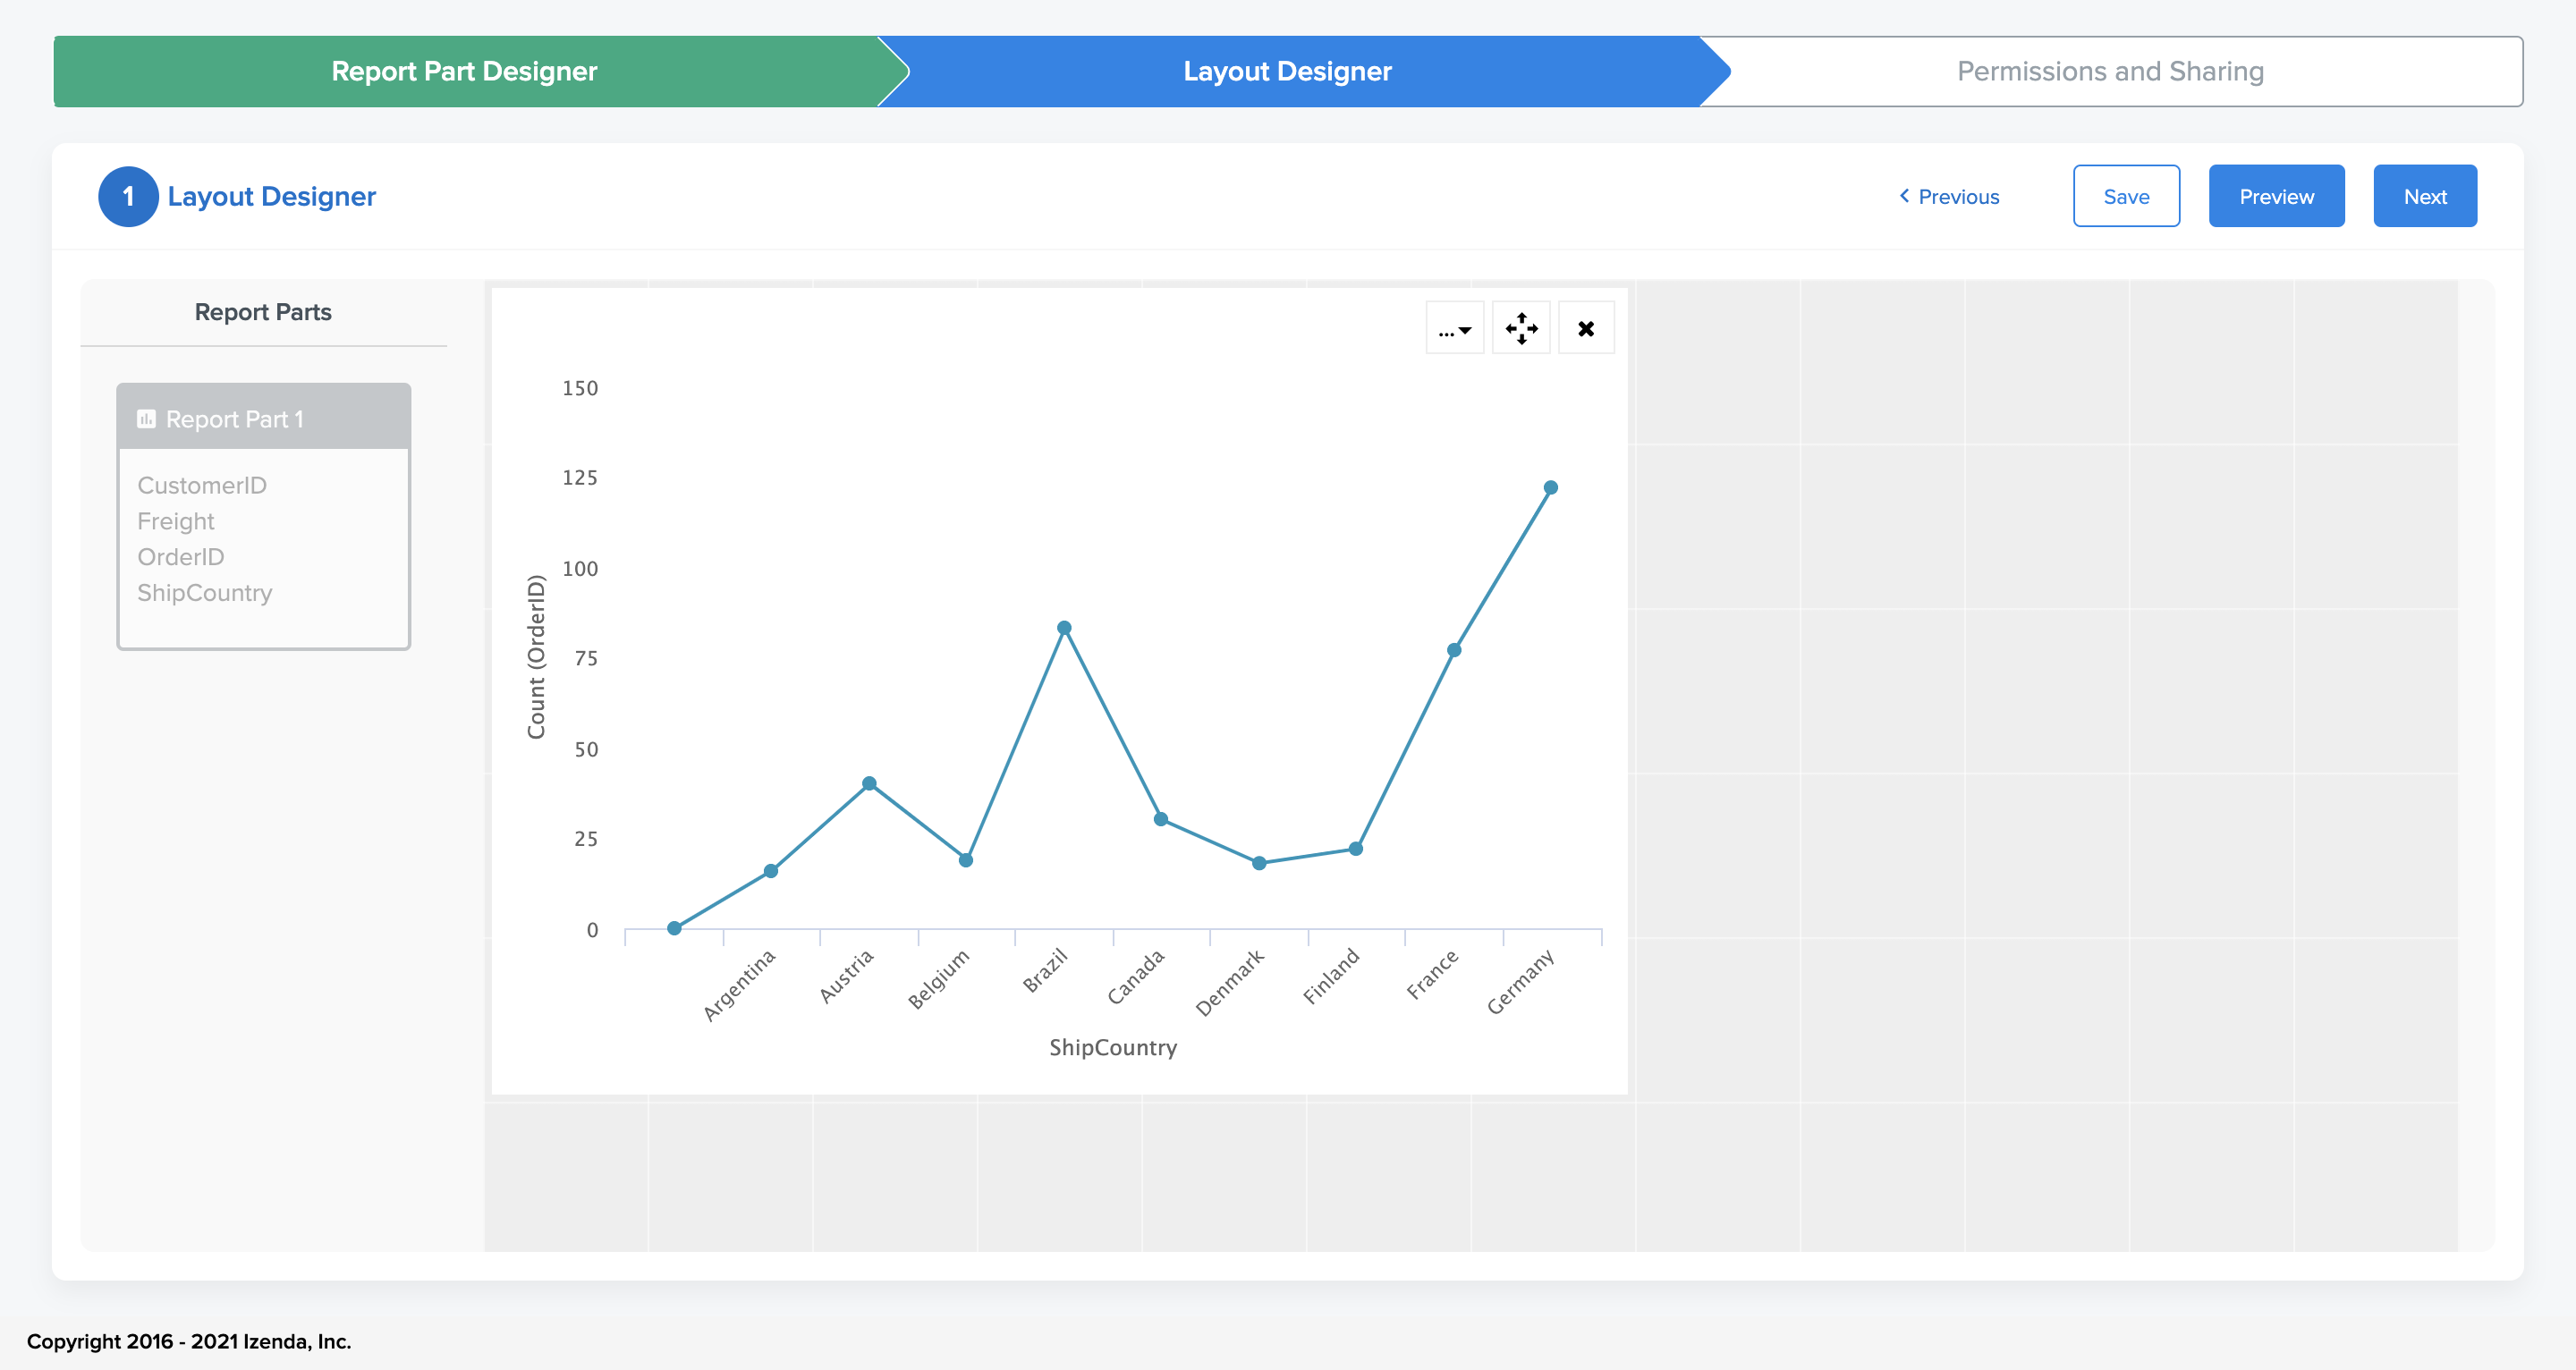 Report Part Designer
Layout Designer
Permissions and Sharing
1 Layout Designer
Previous
Save
Preview
Next
Report Parts
Report Part 1
CustomerID
Freight
OrderID
ShipCountry
...
150
125
100
75
50
25
0
Count (OrderID)
Argentina
Austria
Belgium
Brazil
Canada
Denmark
Finland
France
Germany
ShipCountry
Copyright 2016 - 2021 Izenda, Inc.